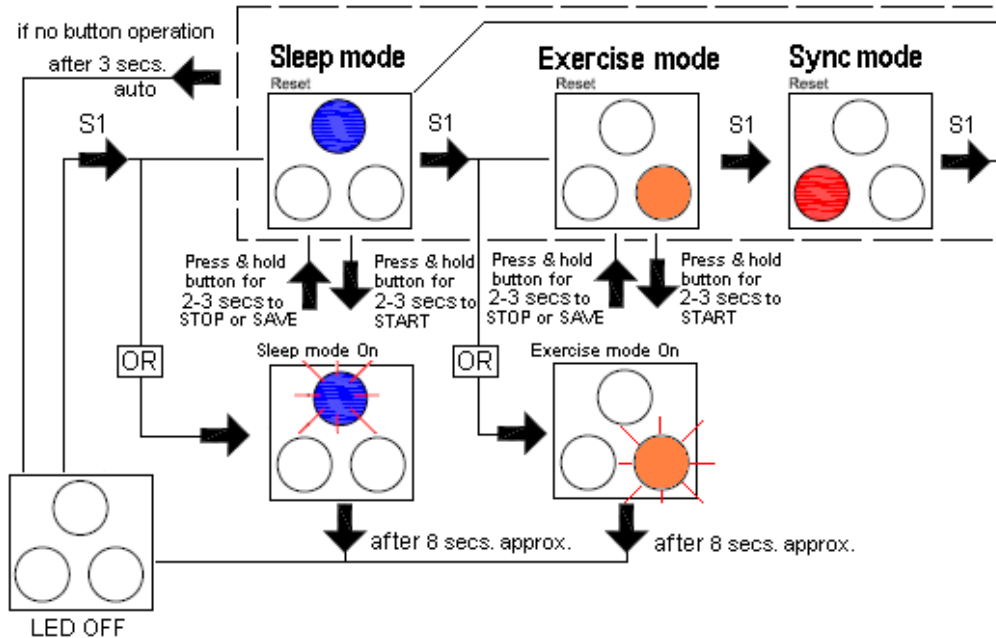 if no button operation
after 3 secs.
auto
S1
Sleep mode
Reset
S1
Exercise mode
Reset
S1
Sync mode
Reset
S1
Press & hold
button for
2-3 secs to
STOP or SAVE
Press & hold
button for
2-3 secs to
START
Press & hold
button for
2-3 secs to
STOP or SAVE
Press & hold
button for
2-3 secs to
START
OR
Sleep mode On
OR
Exercise mode On
after 8 secs. approx.
after 8 secs. approx.
LED OFF